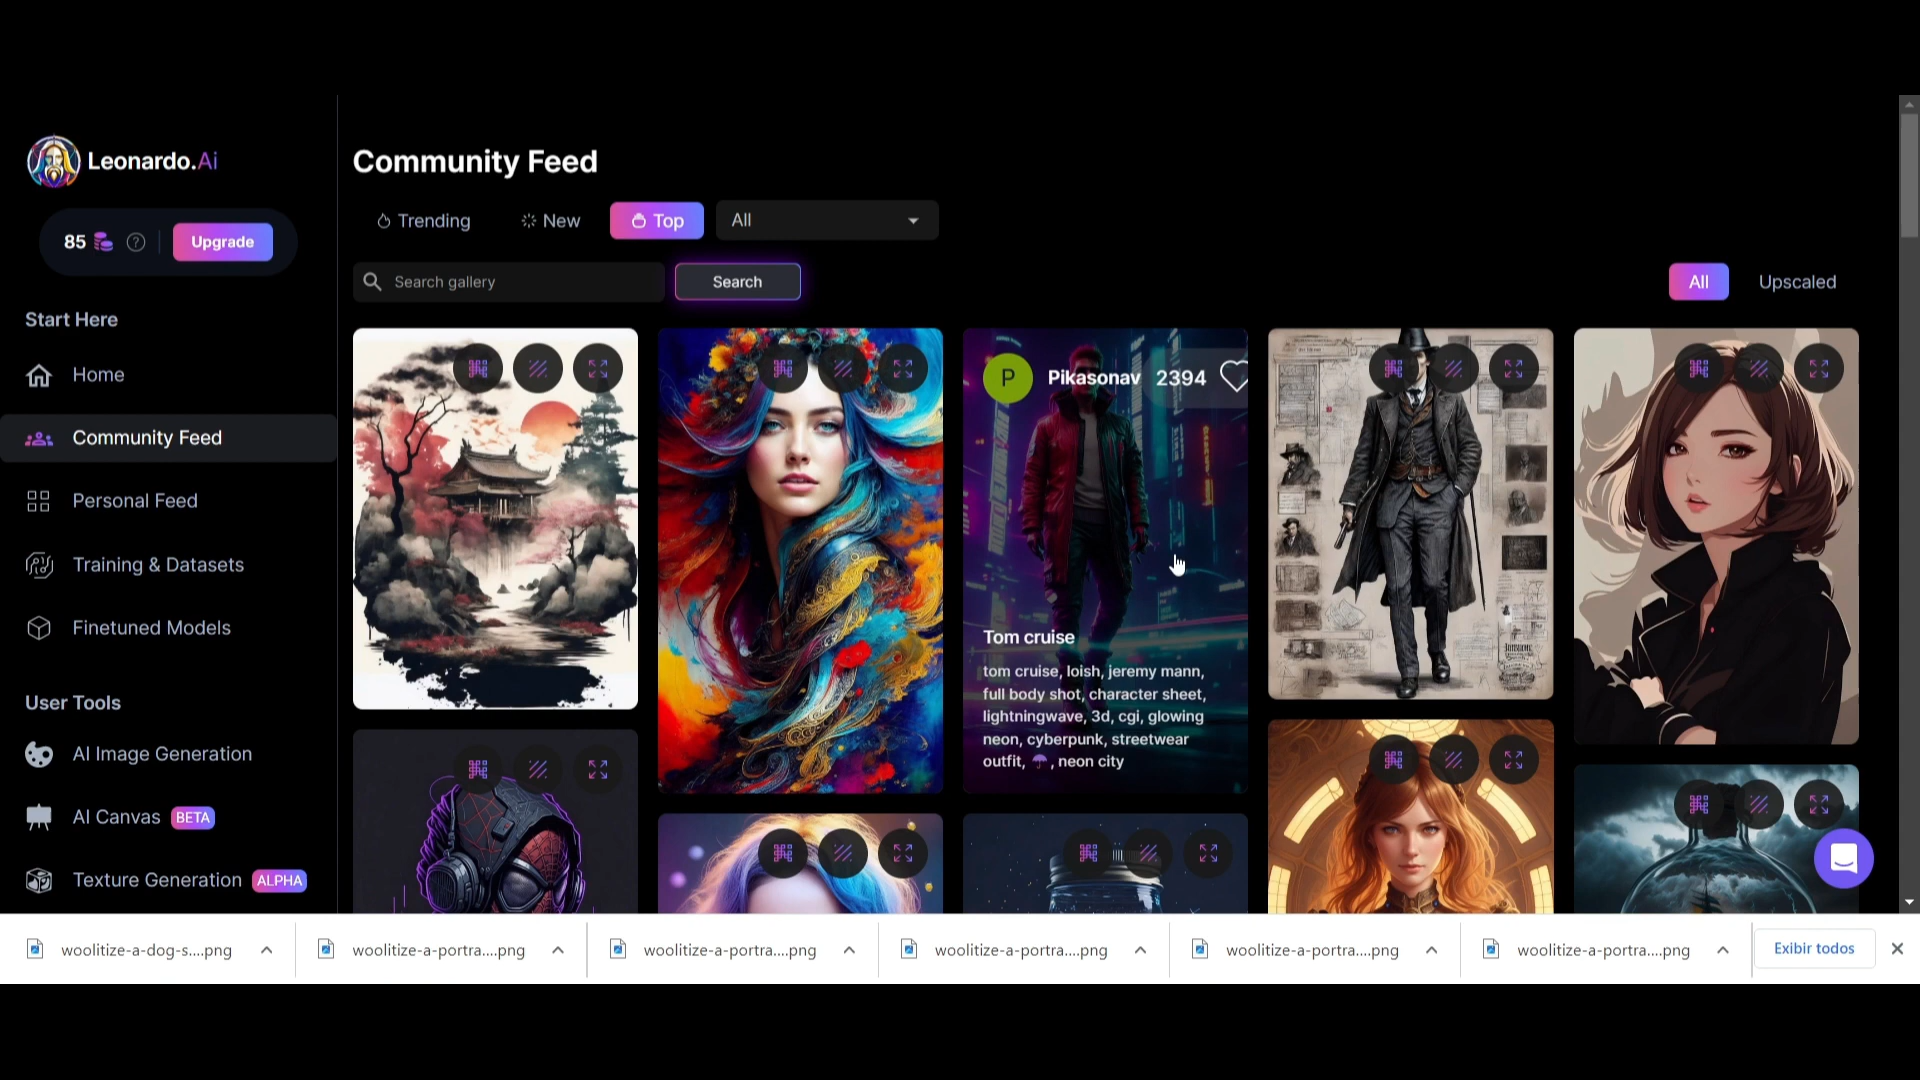 Leonardo.Ai
85
Upgrade
Start Here
Home
Community Feed
Personal Feed
Training & Datasets
Finetuned Models
User Tools
AI Image Generation
AI Canvas BETA
Texture Generation ALPHA
Community Feed
Trending
New
Top
All
Search gallery
Search
All
Upscaled
P
Pikasonav 2394
Tom cruise
tom cruise, loish, jeremy mann,
full body shot, character sheet,
lightningwave, 3d, cgi, glowing
neon, cyberpunk, streetwear
outfit, ☂, neon city
woolitize-a-dog-s....png
woolitize-a-portra....png
woolitize-a-portra....png
woolitize-a-portra....png
woolitize-a-portra....png
woolitize-a-portra....png
Exibir todos